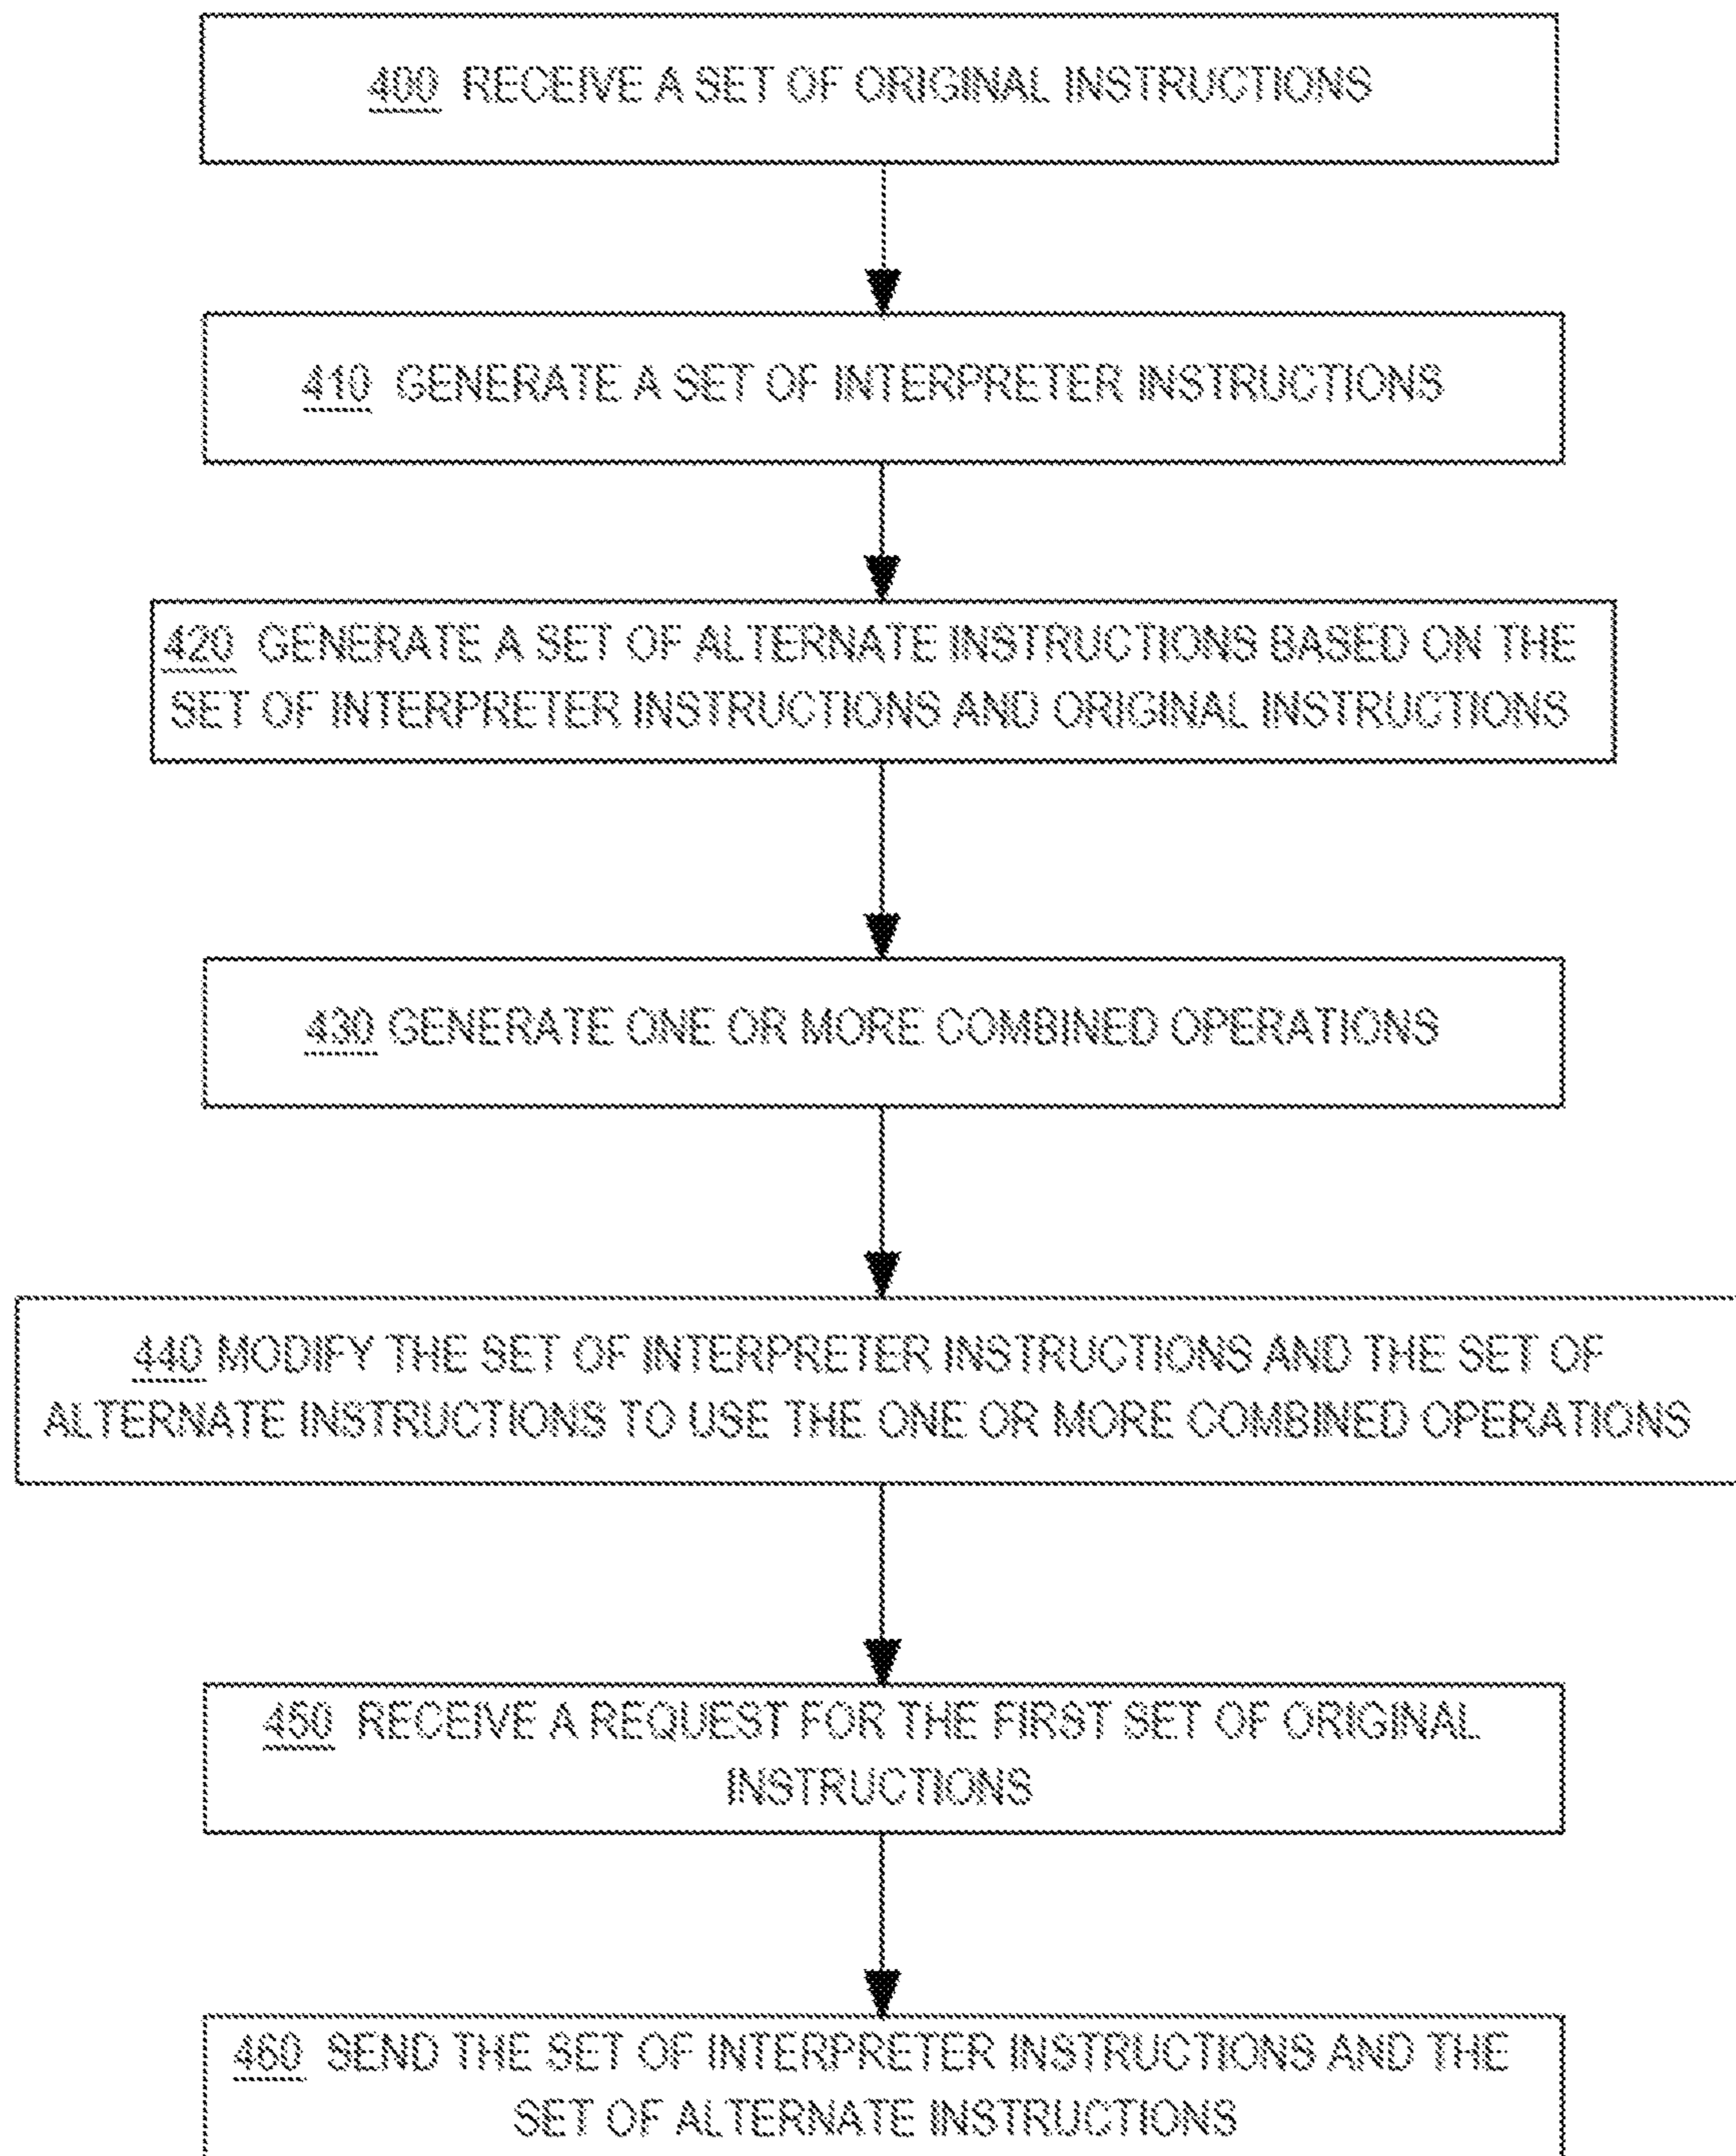 400 RECEIVE A SET OF ORIGINAL INSTRUCTIONS
410 GENERATE A SET OF INTERPRETER INSTRUCTIONS
420 GENERATE A SET OF ALTERNATE INSTRUCTIONS BASED ON THE
SET OF INTERPRETER INSTRUCTIONS AND ORIGINAL INSTRUCTIONS
430 GENERATE ONE OR MORE COMBINED OPERATIONS
440 MODIFY THE SET OF INTERPRETER INSTRUCTIONS AND THE SET OF
ALTERNATE INSTRUCTIONS TO USE THE ONE OR MORE COMBINED OPERATIONS
450 RECEIVE A REQUEST FOR THE FIRST SET OF ORIGINAL
INSTRUCTIONS
460 SEND THE SET OF INTERPRETER INSTRUCTIONS AND THE
SET OF ALTERNATE INSTRUCTIONS